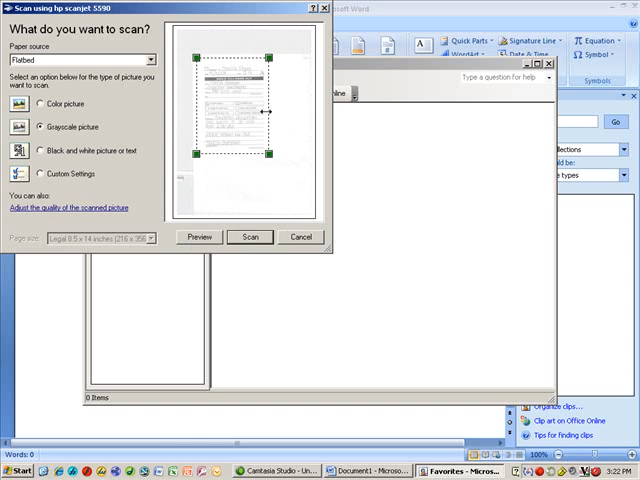 Scan using hp scanjet 5590
What do you want to scan?
Paper source
Flatbed
Select an option below for the type of picture you
want to scan.
Color picture
Grayscale picture
Black and white picture or text
Custom Settings
You can also:
Adjust the quality of the scanned picture
Page size:
Legal 8.5 x 14 inches (216 x 356
Preview
Scan
Cancel
osoft Word
Quick Parts
Signature Line
Equation
WordArt
Date & Time
Symbol
Symbols
Type a question for help
nline
Go
ollections
d be:
e types
0 Items
Organize clips...
Clip art on Office Online
Tips for finding clips
Words: 0
100%
Start
Camtasia Studio - Un...
Document1 - Microso...
Favorites - Micros...
3:22 PM